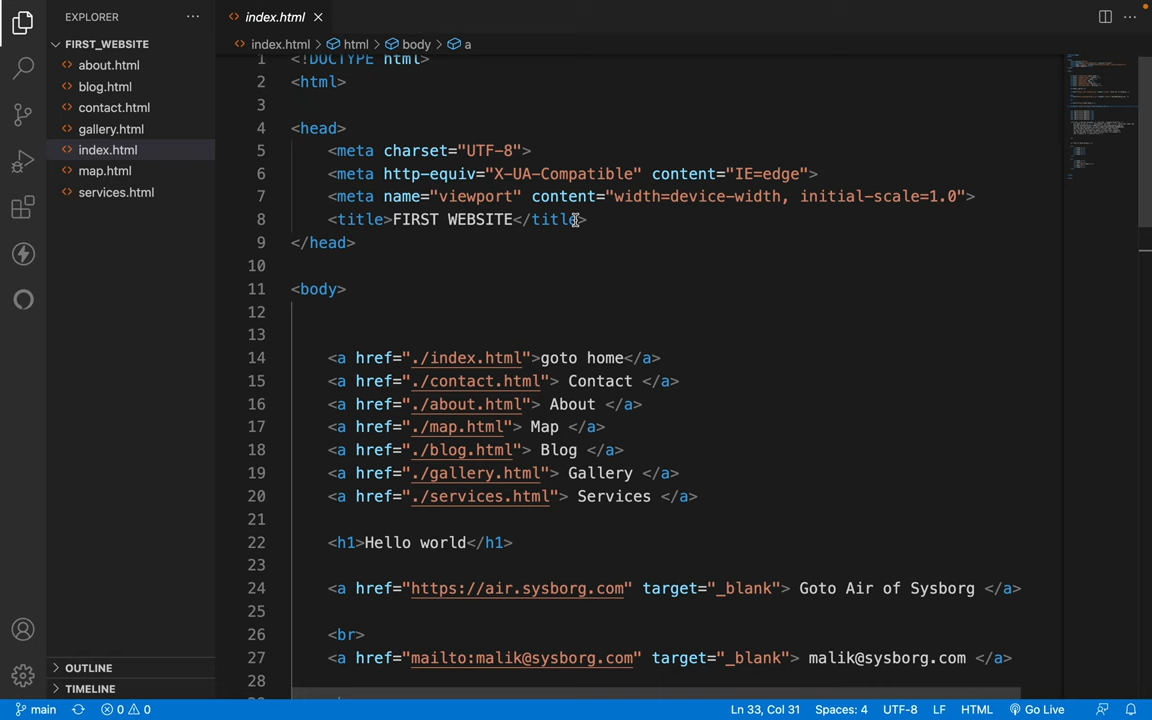 EXPLORER ···
FIRST_WEBSITE
<> about.html
<> blog.html
<> contact.html
<> gallery.html
<> index.html
<> map.html
<> services.html
OUTLINE
TIMELINE
<> index.html ×
<> index.html > html > body > a
1 <!DOCTYPE html>
2 <html>
3
4 <head>
5     <meta charset="UTF-8">
6     <meta http-equiv="X-UA-Compatible" content="IE=edge">
7     <meta name="viewport" content="width=device-width, initial-scale=1.0">
8     <title>FIRST WEBSITE</title>
9 </head>
10
11 <body>
12
13
14     <a href="./index.html">goto home</a>
15     <a href="./contact.html"> Contact </a>
16     <a href="./about.html"> About </a>
17     <a href="./map.html"> Map </a>
18     <a href="./blog.html"> Blog </a>
19     <a href="./gallery.html"> Gallery </a>
20     <a href="./services.html"> Services </a>
21
22     <h1>Hello world</h1>
23
24     <a href="https://air.sysborg.com" target="_blank"> Goto Air of Sysborg </a>
25
26     <br>
27     <a href="mailto:malik@sysborg.com" target="_blank"> malik@sysborg.com </a>
28
main 0 0 Ln 33, Col 31 Spaces: 4 UTF-8 LF HTML Go Live